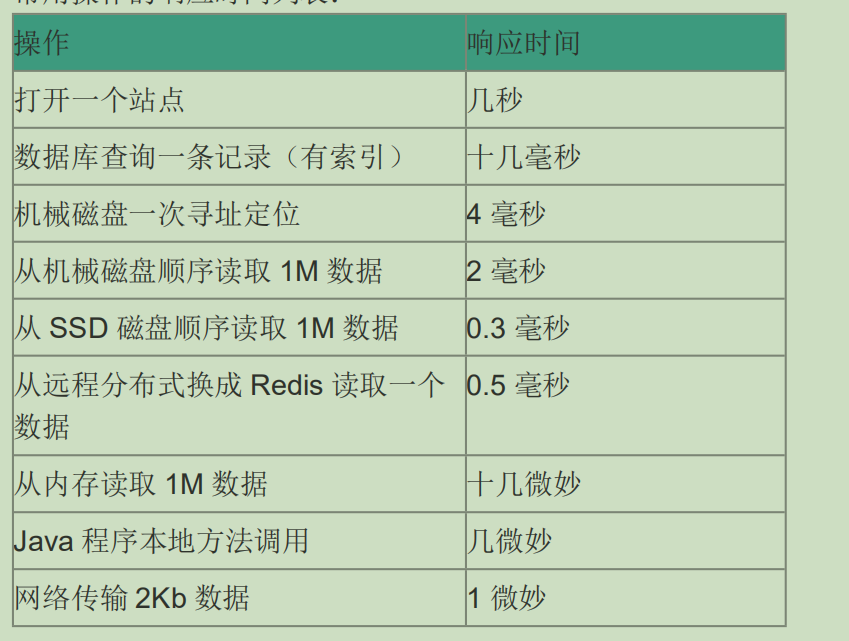 操作 响应时间
打开一个站点 几秒
数据库查询一条记录（有索引） 十几毫秒
机械磁盘一次寻址定位 4 毫秒
从机械磁盘顺序读取 1M 数据 2 毫秒
从 SSD 磁盘顺序读取 1M 数据 0.3 毫秒
从远程分布式换成 Redis 读取一个 0.5 毫秒
数据
从内存读取 1M 数据 十几微妙
Java 程序本地方法调用 几微妙
网络传输 2Kb 数据 1 微妙